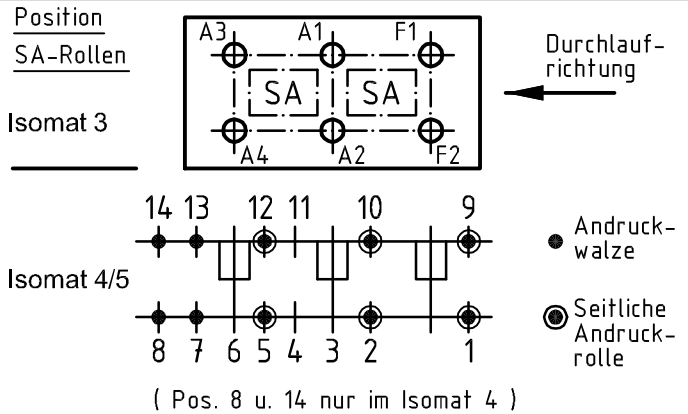 Position
SA-Rollen
Isomat 3
A3 A1 F1
SA SA
A4 A2 F2
Durchlauf-
richtung
14 13 12 11 10 9
Isomat 4/5
8 7 6 5 4 3 2 1
Andruck-
walze
Seitliche
Andruck-
rolle
( Pos. 8 u. 14 nur im Isomat 4 )